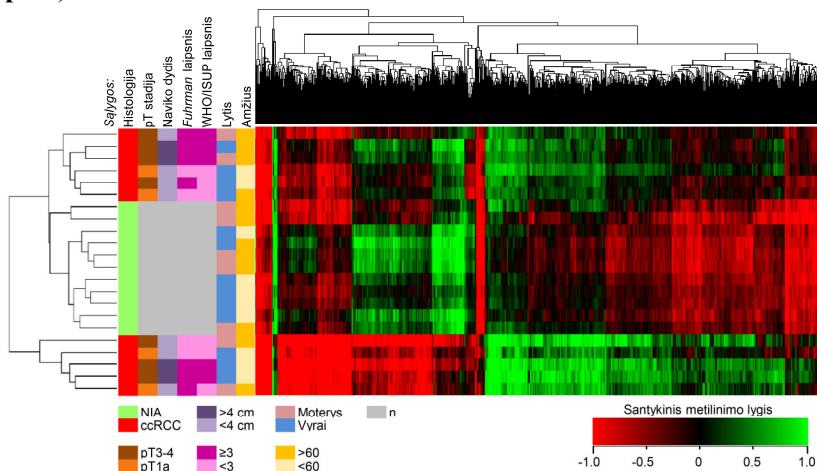 Sąlygos:
Histologija
pT stadija
Naviko dydis
Fuhrman laipsnis
WHO/ISUP laipsnis
Lytis
Amžius
NIA
ccRCC
>4 cm
<4 cm
Moterys
Vyrai
n
pT3-4
pT1a
≥3
<3
>60
<60
Santykinis metilinimo lygis
-1.0 -0.5 0 0.5 1.0